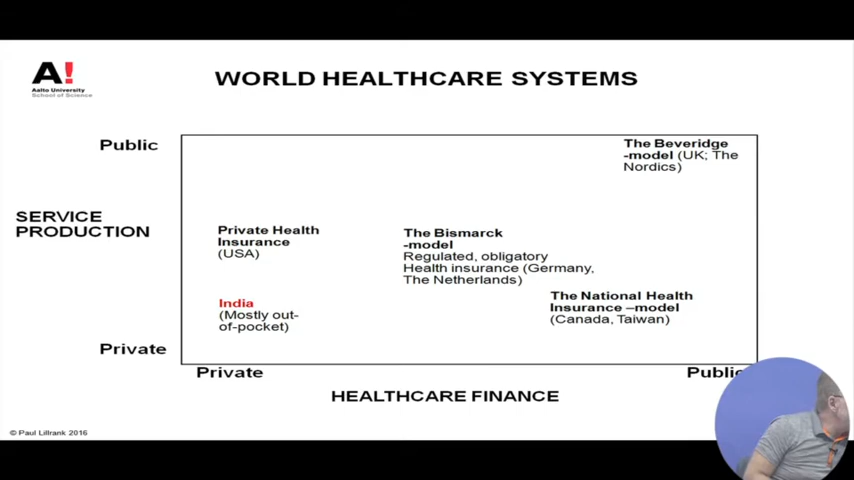 A!
Aalto University
School of Science
WORLD HEALTHCARE SYSTEMS
Public
SERVICE
PRODUCTION
Private
The Beveridge
-model (UK; The
Nordics)
Private Health
Insurance
(USA)
The Bismarck
-model
Regulated, obligatory
Health insurance (Germany,
The Netherlands)
India
(Mostly out-
of-pocket)
The National Health
Insurance –model
(Canada, Taiwan)
Private
Public
HEALTHCARE FINANCE
© Paul Lillrank 2016